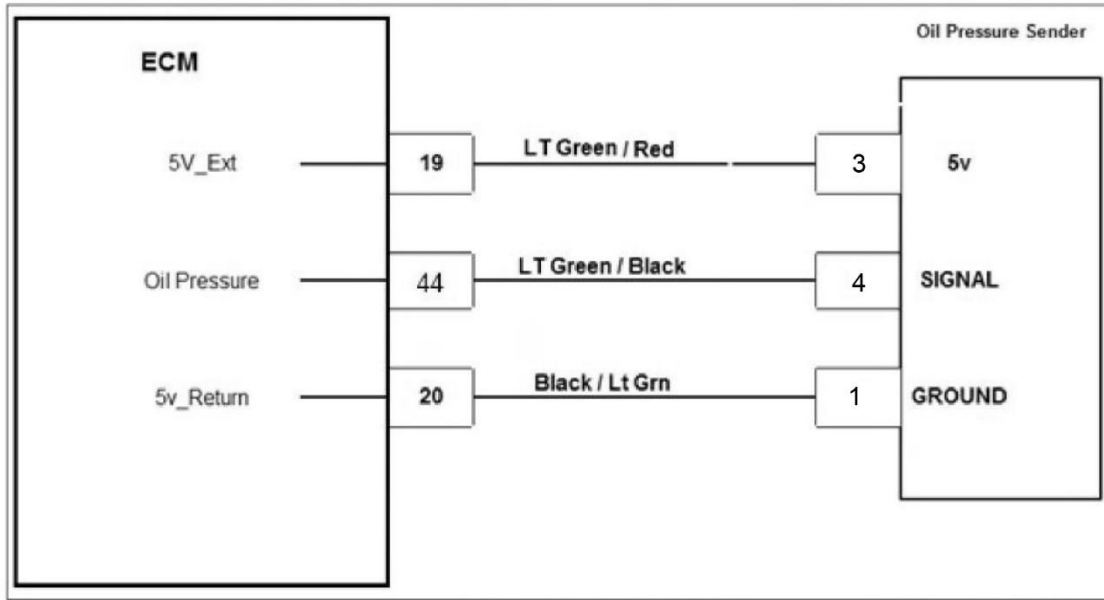 Oil Pressure Sender
ECM
5V_Ext
19
LT Green / Red
3
5v
Oil Pressure
44
LT Green / Black
4
SIGNAL
5v_Return
20
Black / Lt Grn
1
GROUND